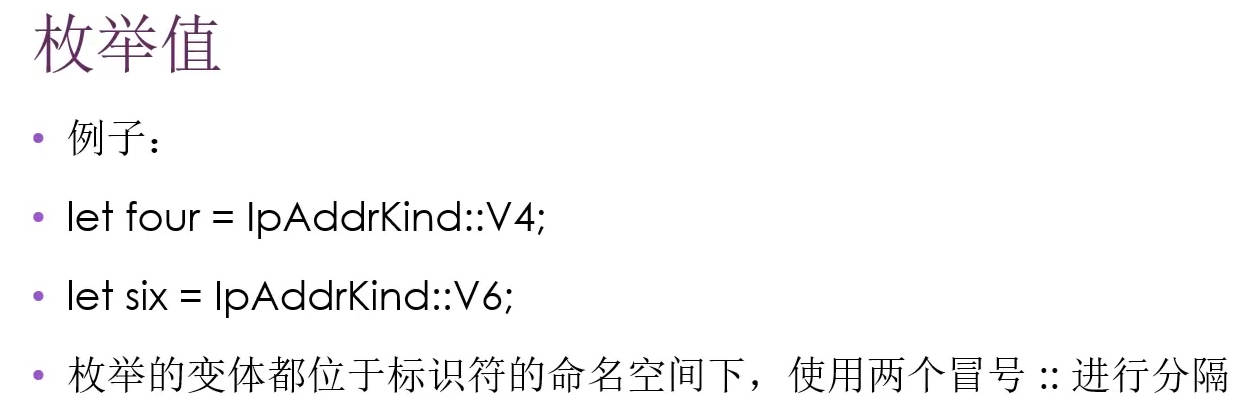 枚举值
• 例子：
• let four = IpAddrKind::V4;
• let six = IpAddrKind::V6;
• 枚举的变体都位于标识符的命名空间下，使用两个冒号 :: 进行分隔